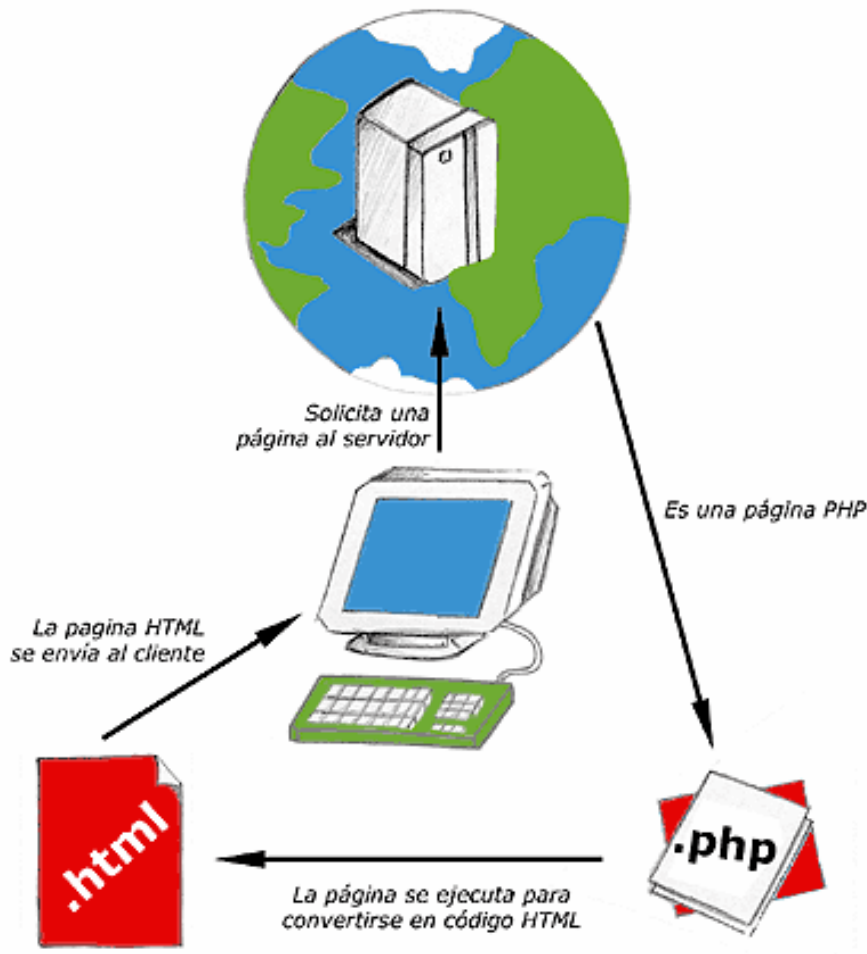 Solicita una
página al servidor
Es una página PHP
La pagina HTML
se envía al cliente
.html
.php
La página se ejecuta para
convertirse en código HTML